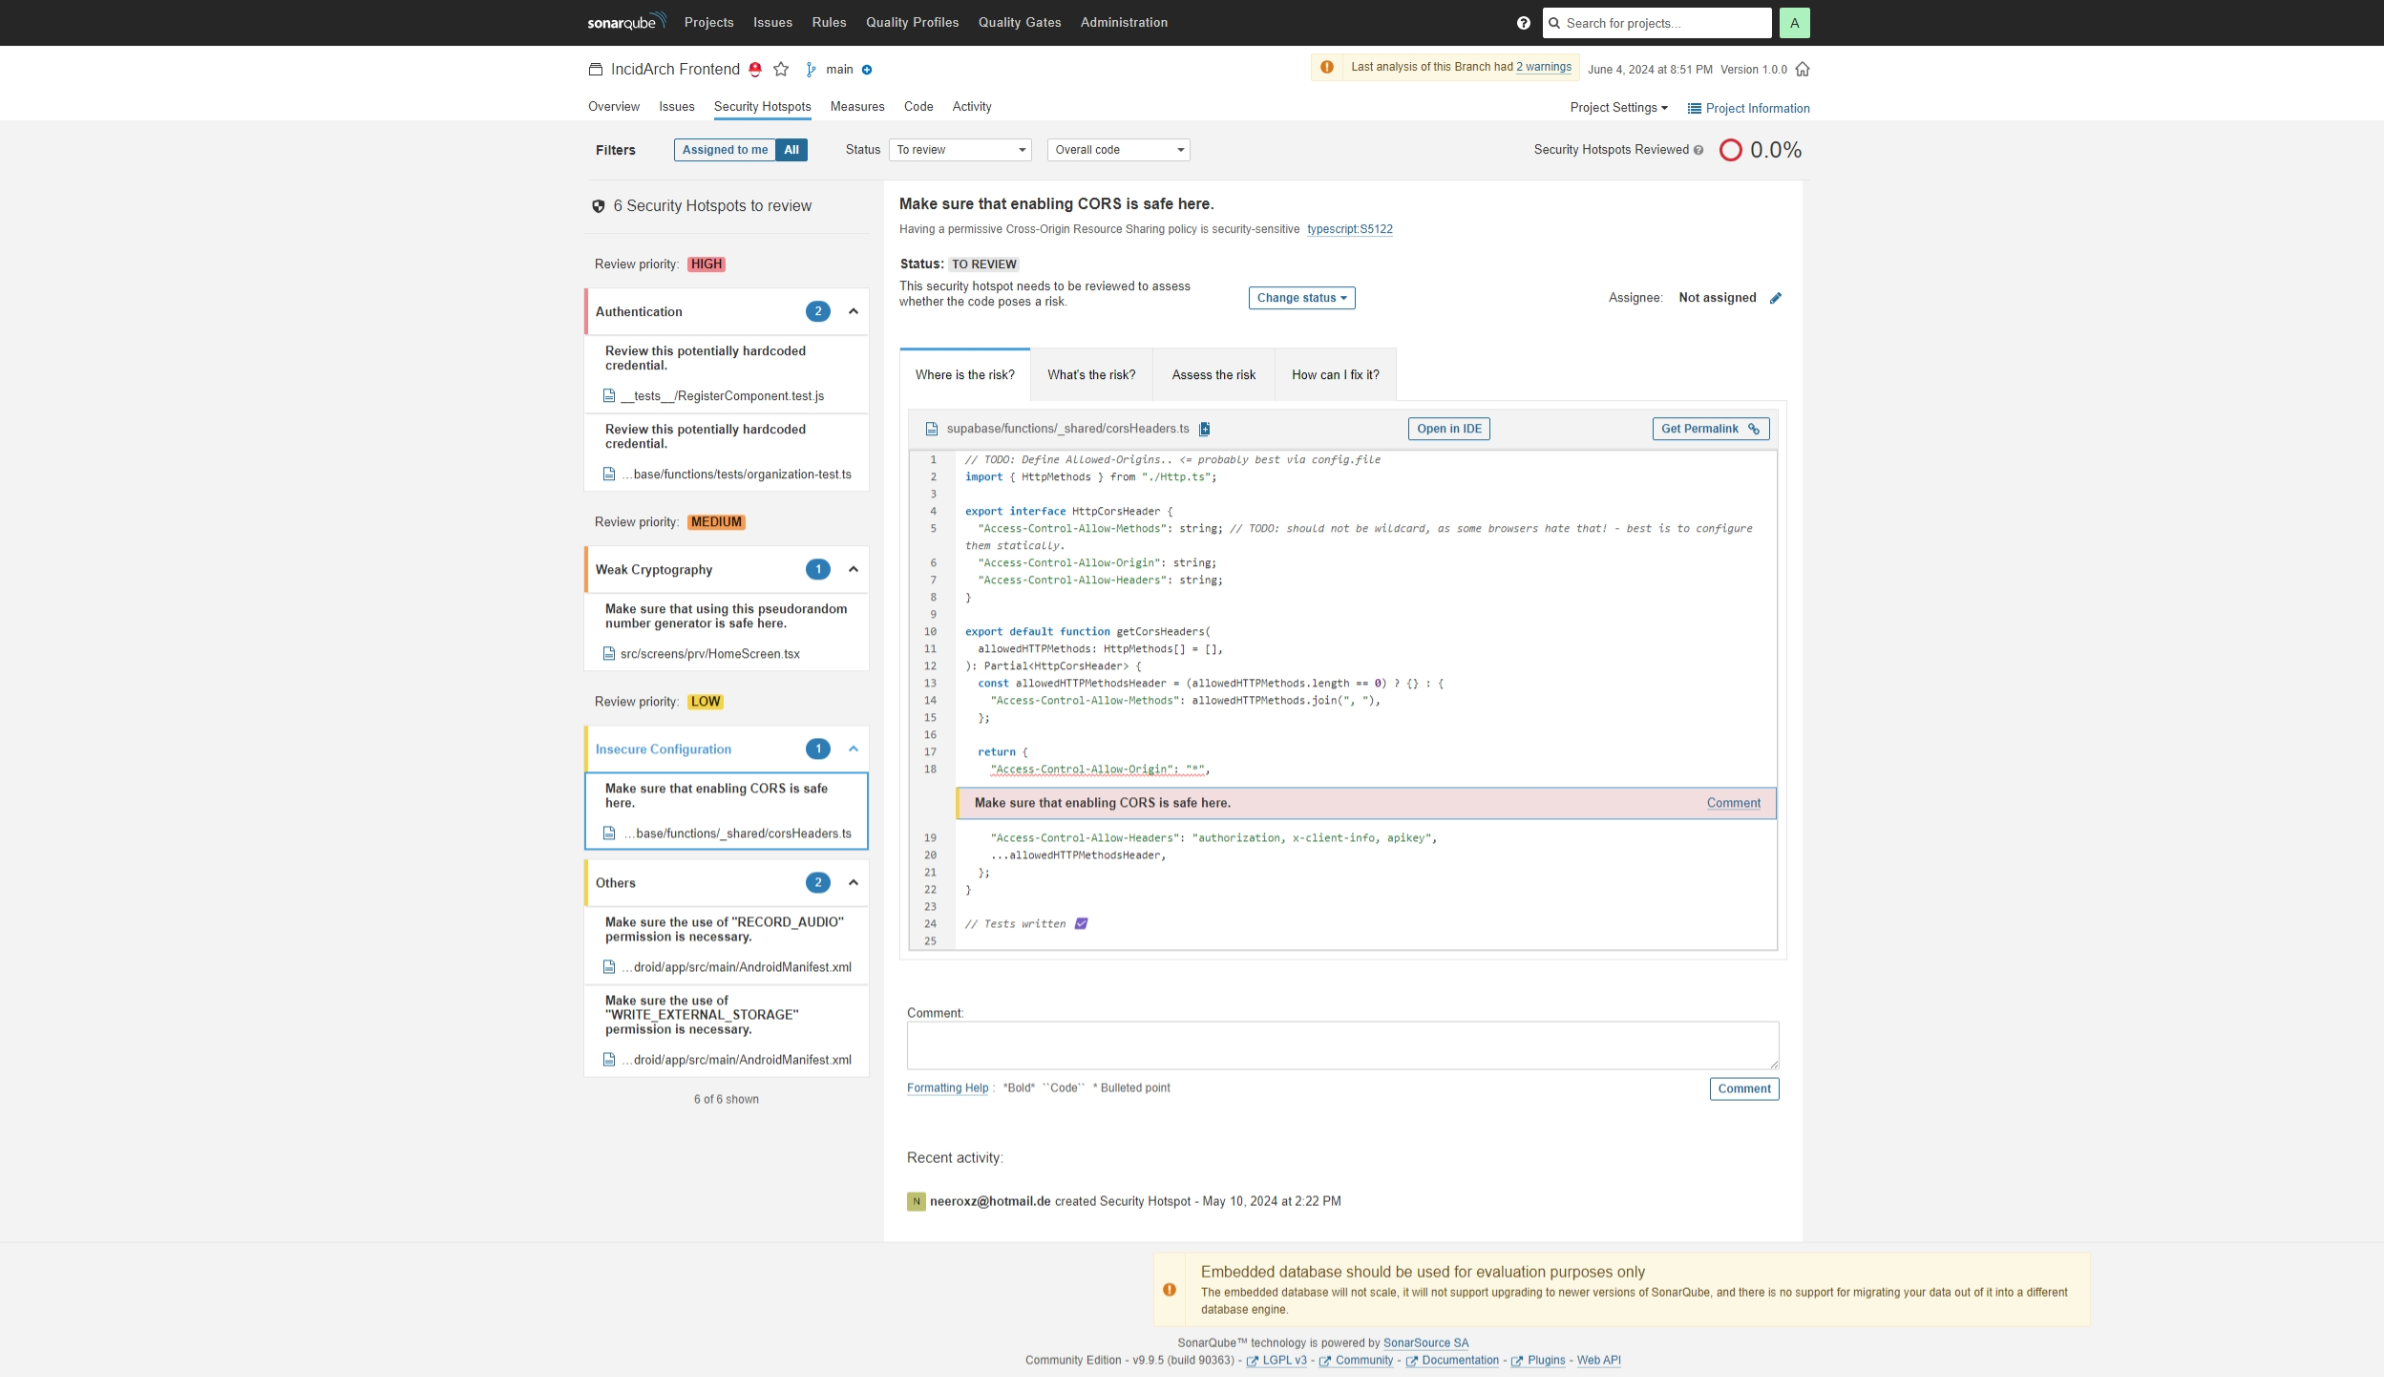 sonarqube Projects Issues Rules Quality Profiles Quality Gates Administration ? Search for projects... A
IncidArch Frontend main
Last analysis of this Branch had 2 warnings June 4, 2024 at 8:51 PM Version 1.0.0
Overview Issues Security Hotspots Measures Code Activity Project Settings Project Information
Filters Assigned to me All Status To review Overall code Security Hotspots Reviewed ? 0.0%
6 Security Hotspots to review
Review priority: HIGH
Authentication 2
Review this potentially hardcoded
credential.
__tests__/RegisterComponent.test.js
Review this potentially hardcoded
credential.
...base/functions/tests/organization-test.ts
Review priority: MEDIUM
Weak Cryptography 1
Make sure that using this pseudorandom
number generator is safe here.
src/screens/prv/HomeScreen.tsx
Review priority: LOW
Insecure Configuration 1
Make sure that enabling CORS is safe
here.
...base/functions/_shared/corsHeaders.ts
Others 2
Make sure the use of "RECORD_AUDIO"
permission is necessary.
...droid/app/src/main/AndroidManifest.xml
Make sure the use of
"WRITE_EXTERNAL_STORAGE"
permission is necessary.
...droid/app/src/main/AndroidManifest.xml
6 of 6 shown
Make sure that enabling CORS is safe here.
Having a permissive Cross-Origin Resource Sharing policy is security-sensitive typescript:S5122
Status: TO REVIEW
This security hotspot needs to be reviewed to assess
whether the code poses a risk.
Change status
Assignee: Not assigned
Where is the risk? What's the risk? Assess the risk How can I fix it?
supabase/functions/_shared/corsHeaders.ts Open in IDE Get Permalink
1 // TODO: Define Allowed-Origins.. <= probably best via config.file
2 import { HttpMethods } from "./Http.ts";
3
4 export interface HttpCorsHeader {
5 "Access-Control-Allow-Methods": string; // TODO: should not be wildcard, as some browsers hate that! - best is to configure
them statically.
6 "Access-Control-Allow-Origin": string;
7 "Access-Control-Allow-Headers": string;
8 }
9
10 export default function getCorsHeaders(
11 allowedHTTPMethods: HttpMethods[] = [],
12 ): Partial<HttpCorsHeader> {
13 const allowedHTTPMethodsHeader = (allowedHTTPMethods.length == 0) ? {} : {
14 "Access-Control-Allow-Methods": allowedHTTPMethods.join(", "),
15 };
16
17 return {
18 "Access-Control-Allow-Origin": "*",
Make sure that enabling CORS is safe here. Comment
19 "Access-Control-Allow-Headers": "authorization, x-client-info, apikey",
20 ...allowedHTTPMethodsHeader,
21 };
22 }
23
24 // Tests written ☑
25
Comment:
Formatting Help : *Bold* ``Code`` * Bulleted point Comment
Recent activity:
N neeroxz@hotmail.de created Security Hotspot - May 10, 2024 at 2:22 PM
Embedded database should be used for evaluation purposes only
The embedded database will not scale, it will not support upgrading to newer versions of SonarQube, and there is no support for migrating your data out of it into a different
database engine.
SonarQube™ technology is powered by SonarSource SA
Community Edition - v9.9.5 (build 90363) - LGPL v3 - Community - Documentation - Plugins - Web API